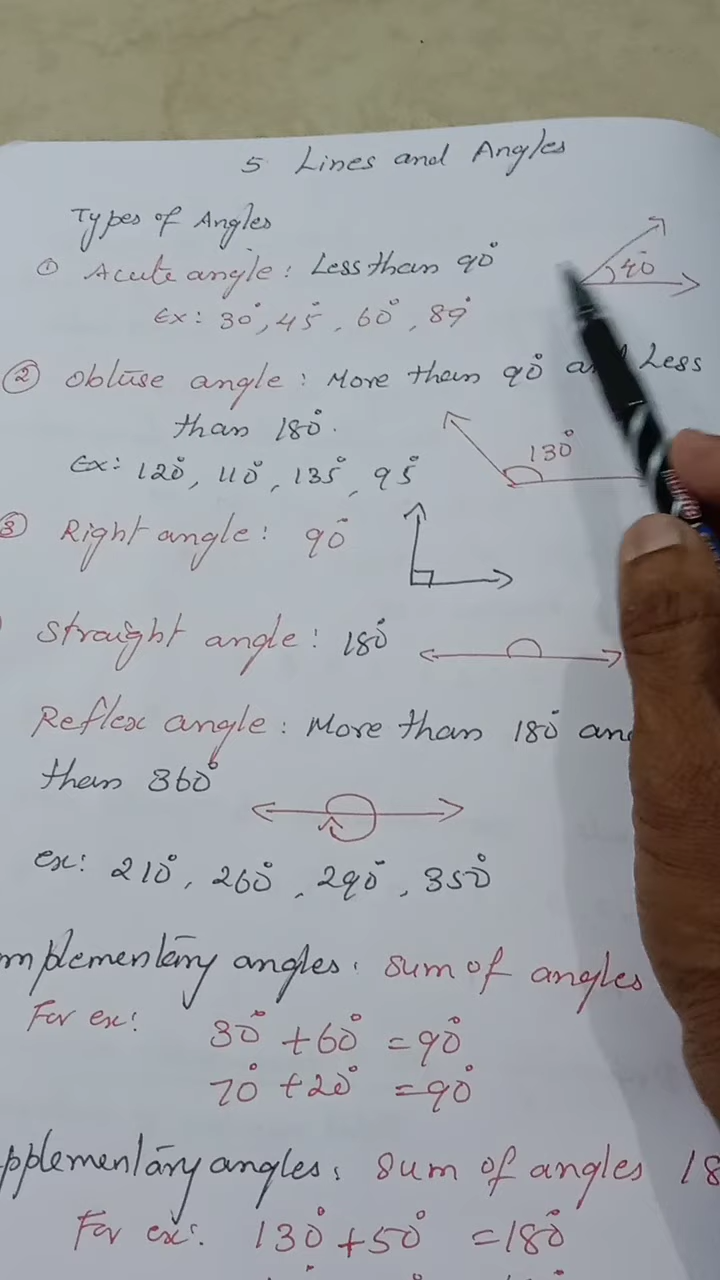 5 Lines and Angles
Types of Angles
① Acute angle: Less than 90°
40°
Ex: 30°, 45°, 60°, 89°
② Obtuse angle: More than 90° and Less
than 180°.
130°
Ex: 120°, 110°, 135°, 95°
③ Right angle: 90°
Straight angle: 180°
Reflex angle: More than 180° an
than 360°
ex: 210°, 260°, 290°, 350°
mplementary angles: Sum of angles
For ex: 30° + 60° = 90°
70° + 20° = 90°
pplementary angles: Sum of angles 18
For ex: 130° + 50° = 180°